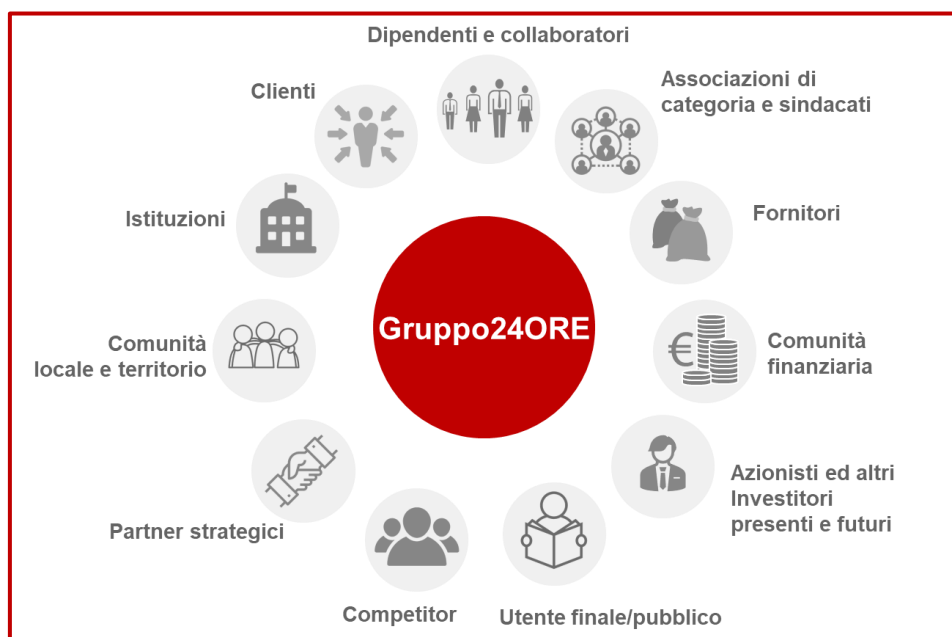 Dipendenti e collaboratori
Associazioni di
categoria e sindacati
Fornitori
Comunità
finanziaria
Azionisti ed altri
Investitori
presenti e futuri
Utente finale/pubblico
Competitor
Partner strategici
Comunità
locale e territorio
Istituzioni
Clienti
Gruppo24ORE
€